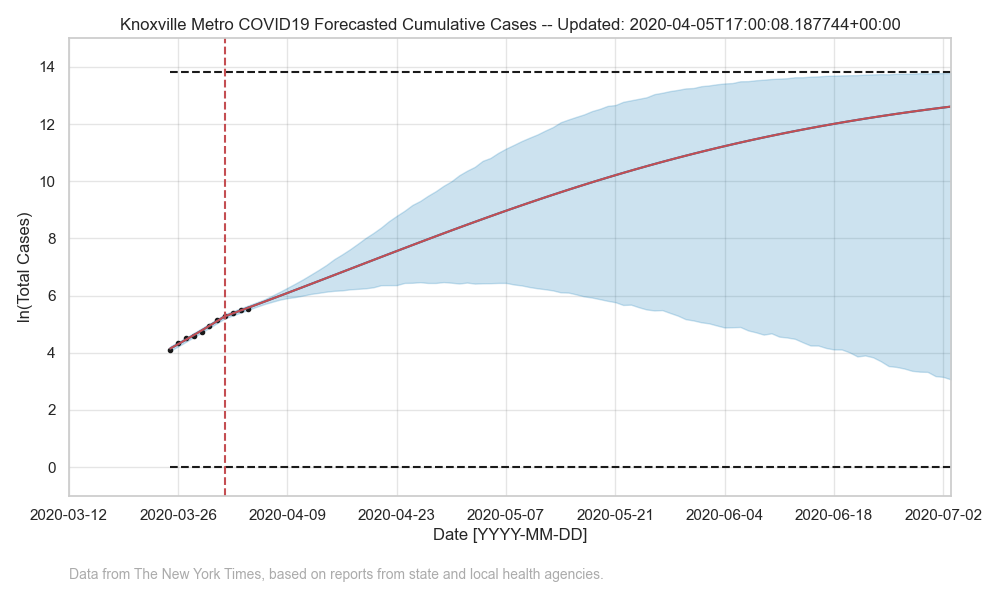 Knoxville Metro COVID19 Forecasted Cumulative Cases -- Updated: 2020-04-05T17:00:08.187744+00:00
14
12
10
8
6
4
2
0
ln(Total Cases)
2020-03-12 2020-03-26 2020-04-09 2020-04-23 2020-05-07 2020-05-21 2020-06-04 2020-06-18 2020-07-02
Date [YYYY-MM-DD]
Data from The New York Times, based on reports from state and local health agencies.